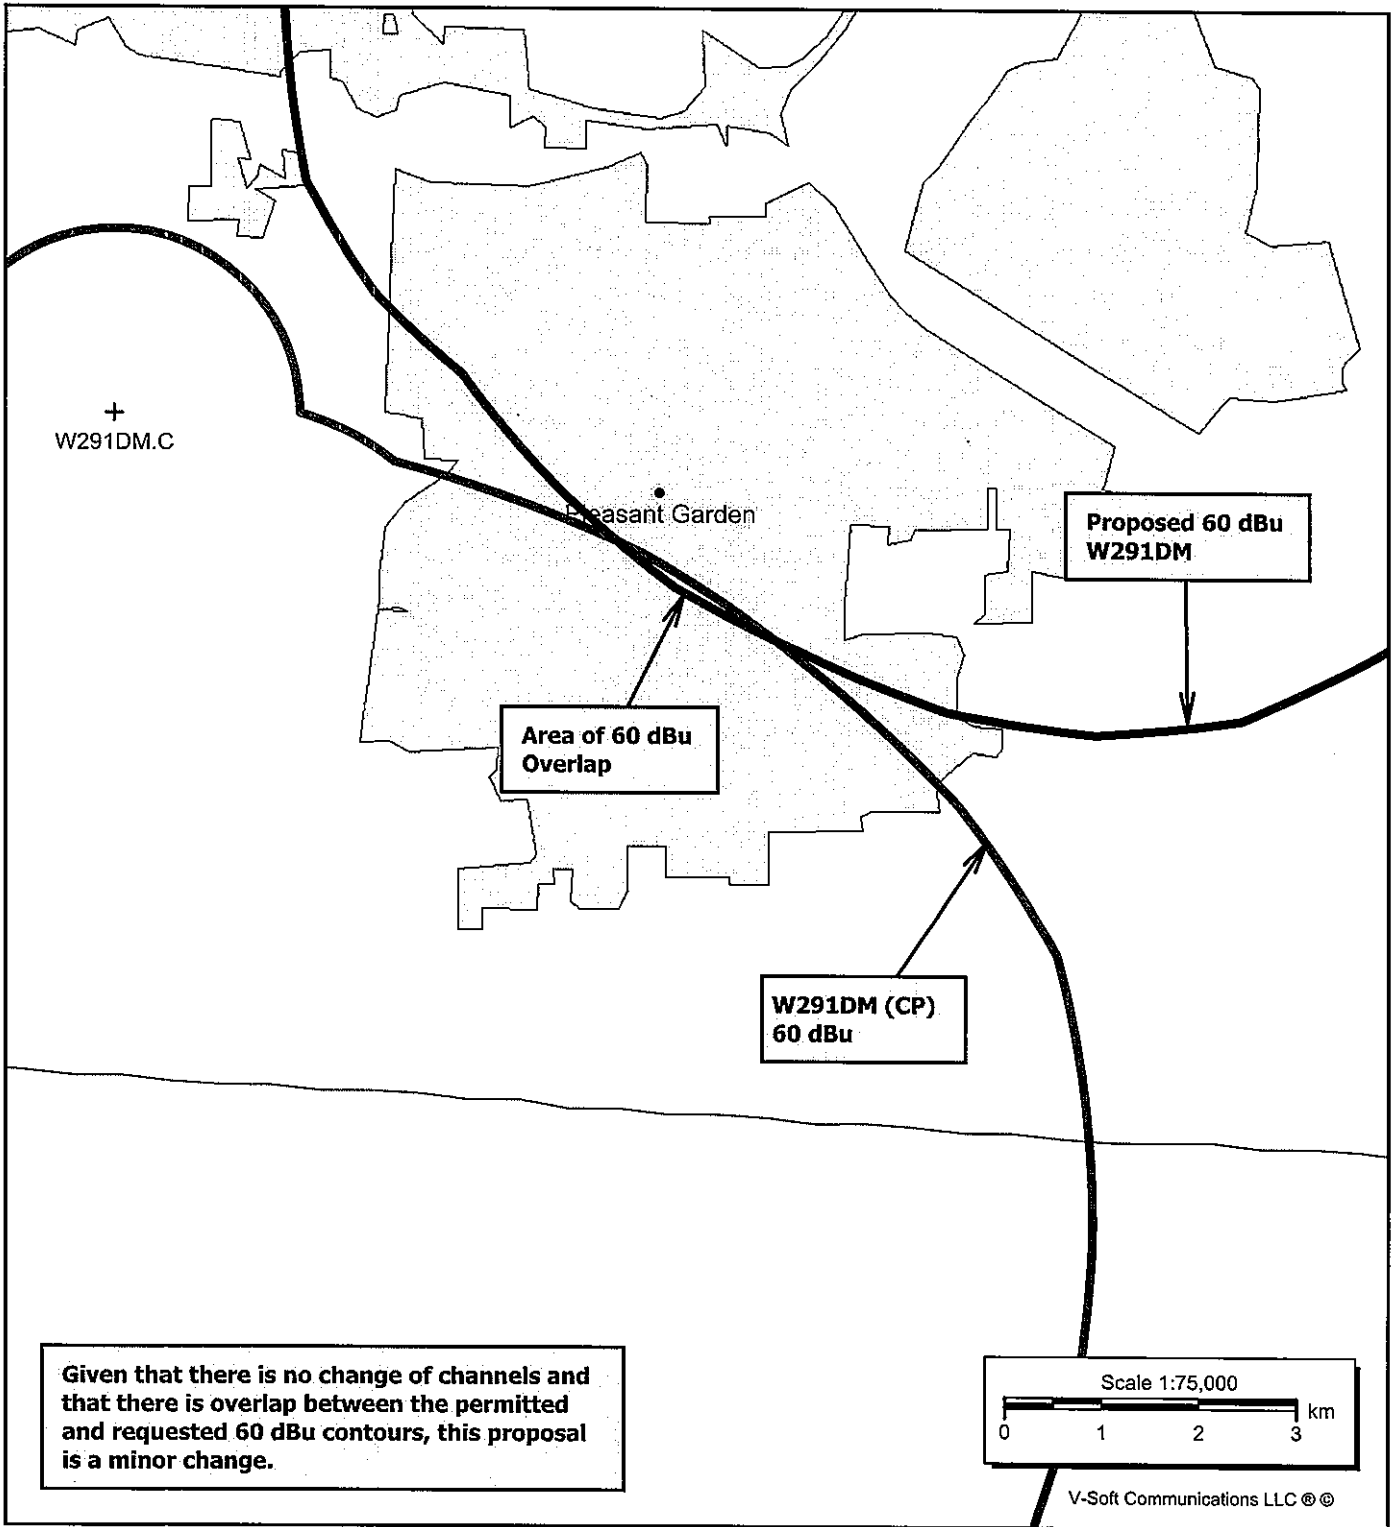 W291DM.C
Pleasant Garden
Proposed 60 dBu
W291DM
Area of 60 dBu
Overlap
W291DM (CP)
60 dBu
Given that there is no change of channels and
that there is overlap between the permitted
and requested 60 dBu contours, this proposal
is a minor change.
Scale 1:75,000
km
0 1 2 3
V-Soft Communications LLC ® ©